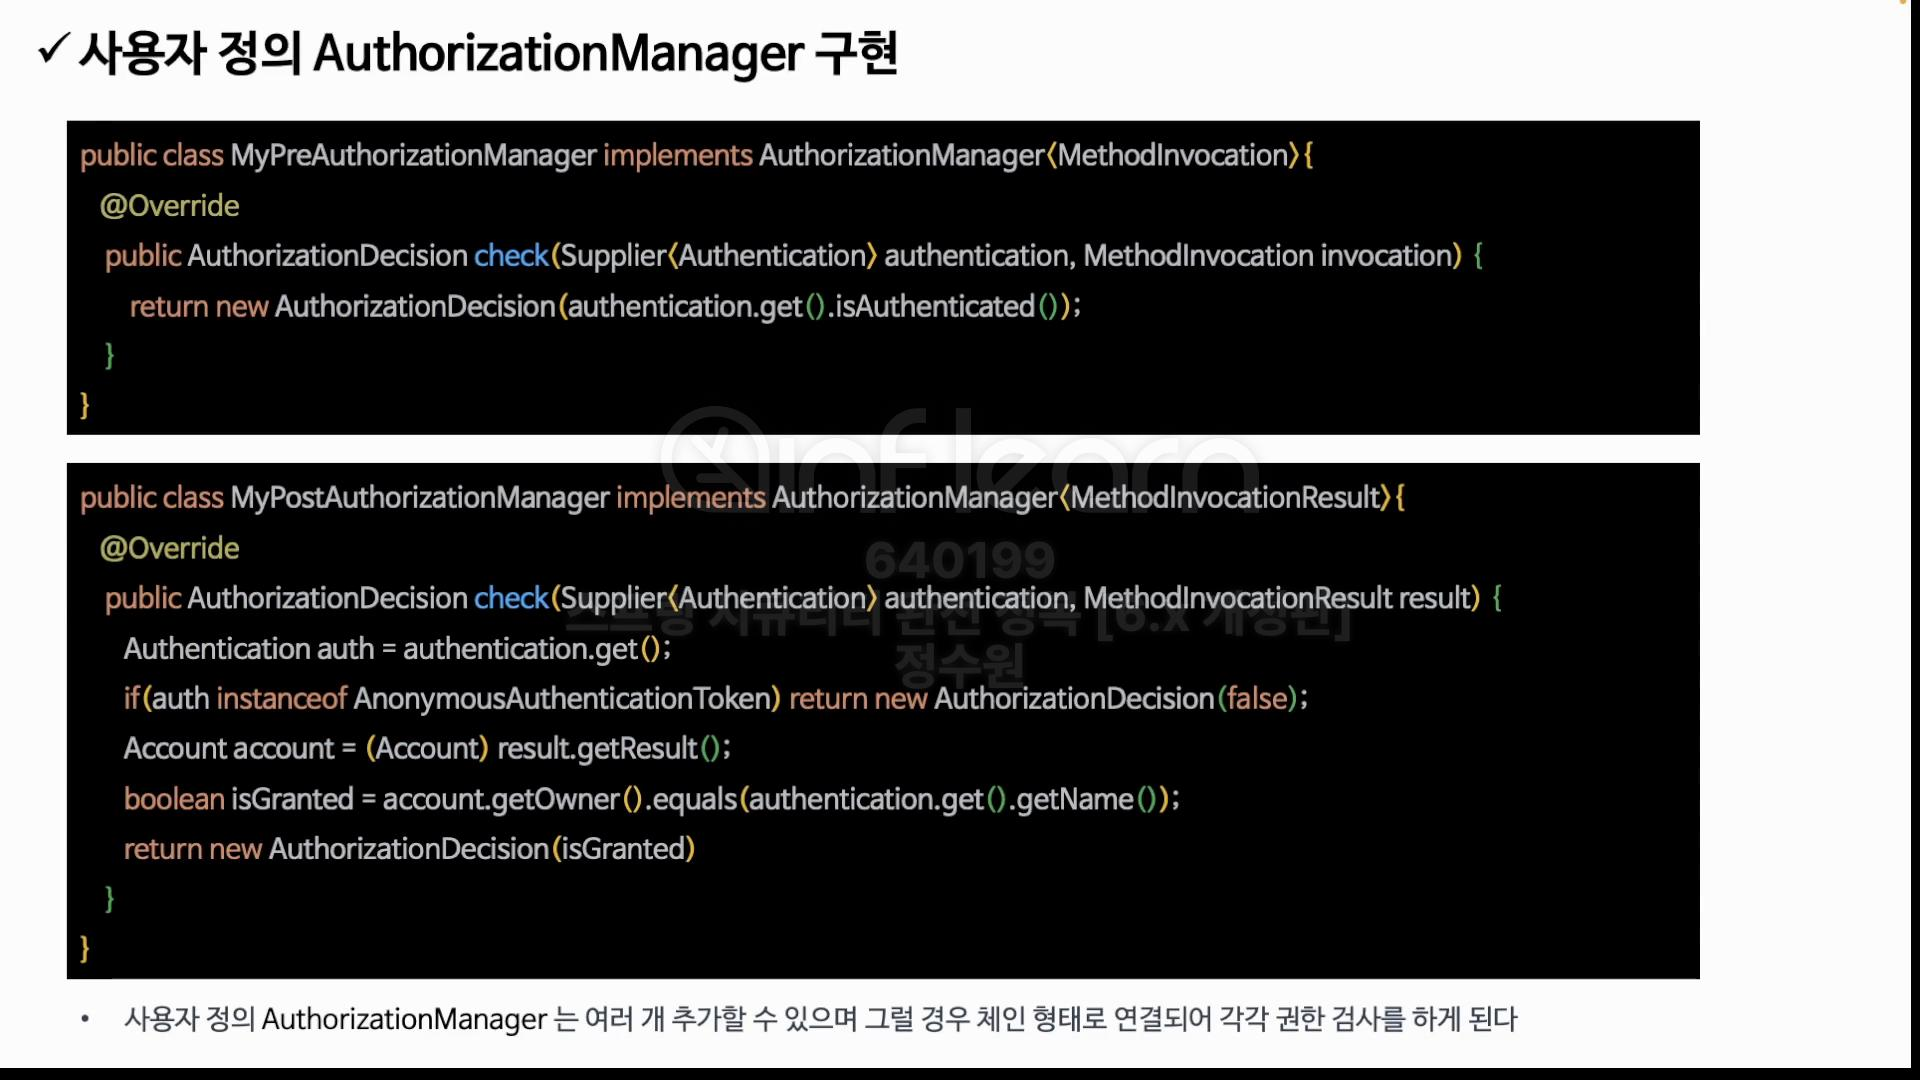 ✓ 사용자 정의 AuthorizationManager 구현
public class MyPreAuthorizationManager implements AuthorizationManager<MethodInvocation>{
@Override
public AuthorizationDecision check(Supplier<Authentication> authentication, MethodInvocation invocation) {
return new AuthorizationDecision(authentication.get().isAuthenticated());
}
}
inflearn
public class MyPostAuthorizationManager implements AuthorizationManager<MethodInvocationResult>{
@Override
640199
public AuthorizationDecision check(Supplier<Authentication> authentication, MethodInvocationResult result) {
스프링 시큐리티 완전 정복 [6.x 개정판]
Authentication auth = authentication.get();
정수원
if(auth instanceof AnonymousAuthenticationToken) return new AuthorizationDecision(false);
Account account = (Account) result.getResult();
boolean isGranted = account.getOwner().equals(authentication.get().getName());
return new AuthorizationDecision(isGranted)
}
}
• 사용자 정의 AuthorizationManager 는 여러 개 추가할 수 있으며 그럴 경우 체인 형태로 연결되어 각각 권한 검사를 하게 된다